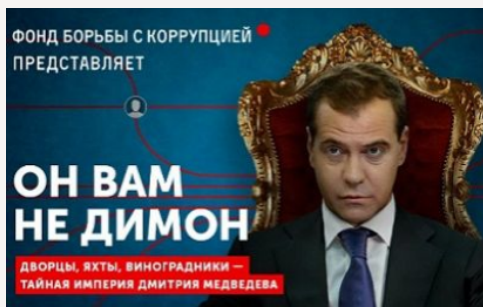 ФОНД БОРЬБЫ С КОРРУПЦИЕЙ
ПРЕДСТАВЛЯЕТ
ОН ВАМ
НЕ ДИМОН
ДВОРЦЫ, ЯХТЫ, ВИНОГРАДНИКИ —
ТАЙНАЯ ИМПЕРИЯ ДМИТРИЯ МЕДВЕДЕВА